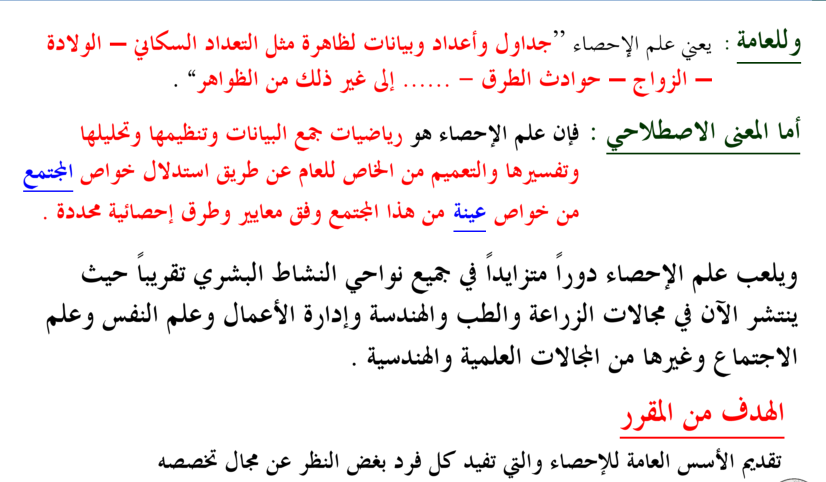 وللعامة : يعني علم الإحصاء ”جداول وأعداد وبيانات لظاهرة مثل التعداد السكاني – الولادة
– الزواج – حوادث الطرق – ...... إلى غير ذلك من الظواهر“ .
أما المعنى الاصطلاحي : فإن علم الإحصاء هو رياضيات جمع البيانات وتنظيمها وتحليلها
وتفسيرها والتعميم من الخاص للعام عن طريق استدلال خواص المجتمع
من خواص عينة من هذا المجتمع وفق معايير وطرق إحصائية محددة .
ويلعب علم الإحصاء دوراً متزايداً في جميع نواحي النشاط البشري تقريباً حيث
ينتشر الآن في مجالات الزراعة والطب والهندسة وإدارة الأعمال وعلم النفس وعلم
الاجتماع وغيرها من المجالات العلمية والهندسية .
الهدف من المقرر
تقديم الأسس العامة للإحصاء والتي تفيد كل فرد بغض النظر عن مجال تخصصه